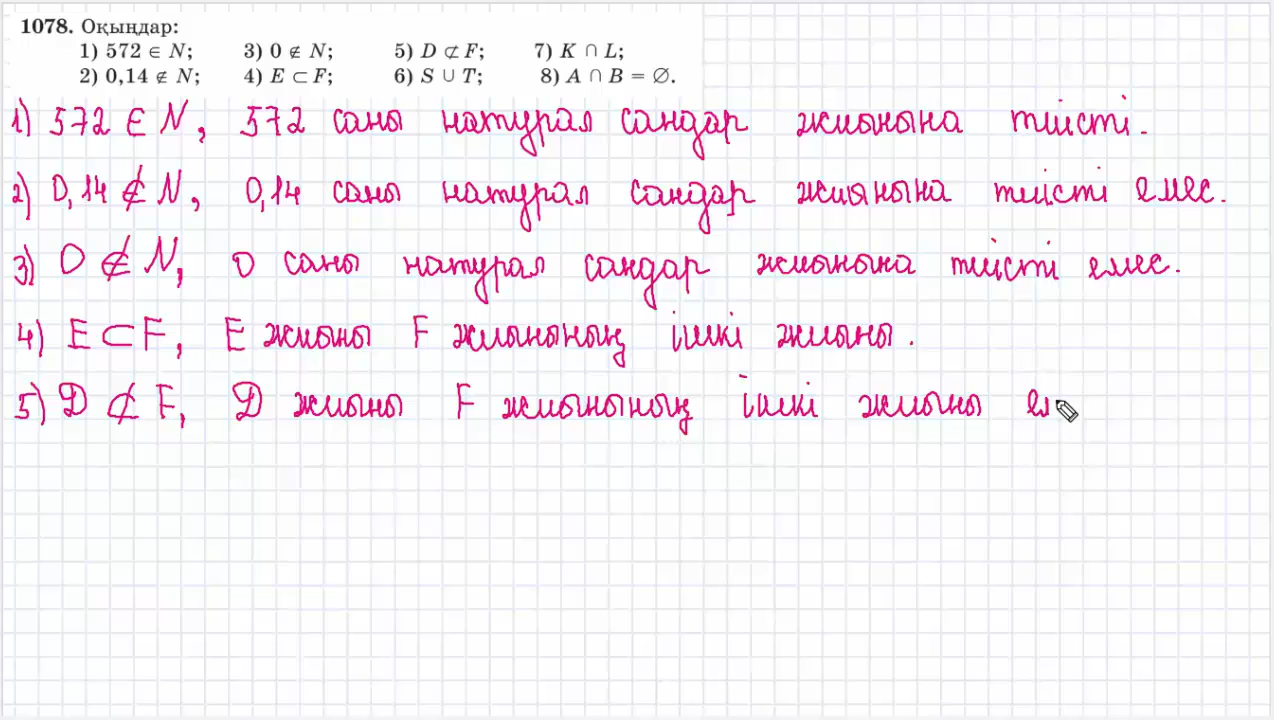 1078. Оқыңдар:
1) 572 ∈ N; 3) 0 ∉ N; 5) D ⊄ F; 7) K ∩ L;
2) 0,14 ∉ N; 4) E ⊂ F; 6) S ∪ T; 8) A ∩ B = ∅.
1) 572 ∈ N, 572 саны натурал сандар жиынына тиісті.
2) 0,14 ∉ N, 0,14 саны натурал сандар жиынына тиісті емес.
3) 0 ∉ N, 0 саны натурал сандар жиынына тиісті емес.
4) E ⊂ F, E жиыны F жиынының ішкі жиыны.
5) D ⊄ F, D жиыны F жиынының ішкі жиыны ем